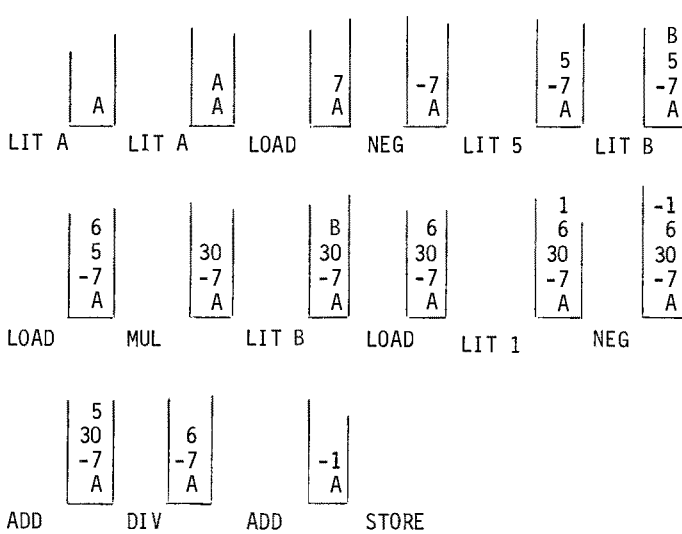 B
5 5
A 7 -7 -7 -7
A A A A A A
LIT A LIT A LOAD NEG LIT 5 LIT B
1 -1
6 B 6 6 6
5 30 30 30 30 30
-7 -7 -7 -7 -7 -7
A A A A A A
LOAD MUL LIT B LOAD LIT 1 NEG
5
30 6
-7 -7 -1
A A A
ADD DIV ADD STORE